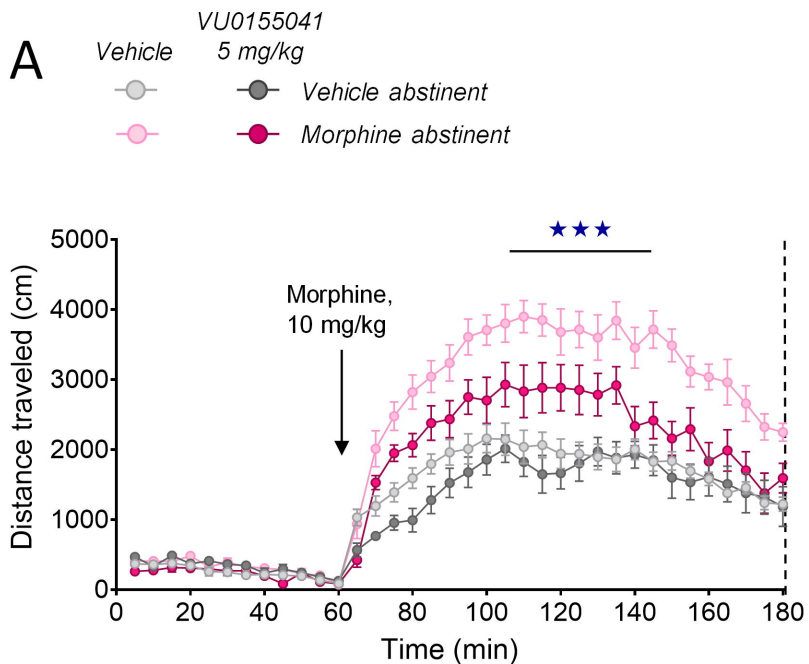 A
Vehicle
VU0155041
5 mg/kg
Vehicle abstinent
Morphine abstinent
★★★
Morphine,
10 mg/kg
Distance traveled (cm)
5000
4000
3000
2000
1000
0
0 20 40 60 80 100 120 140 160 180
Time (min)